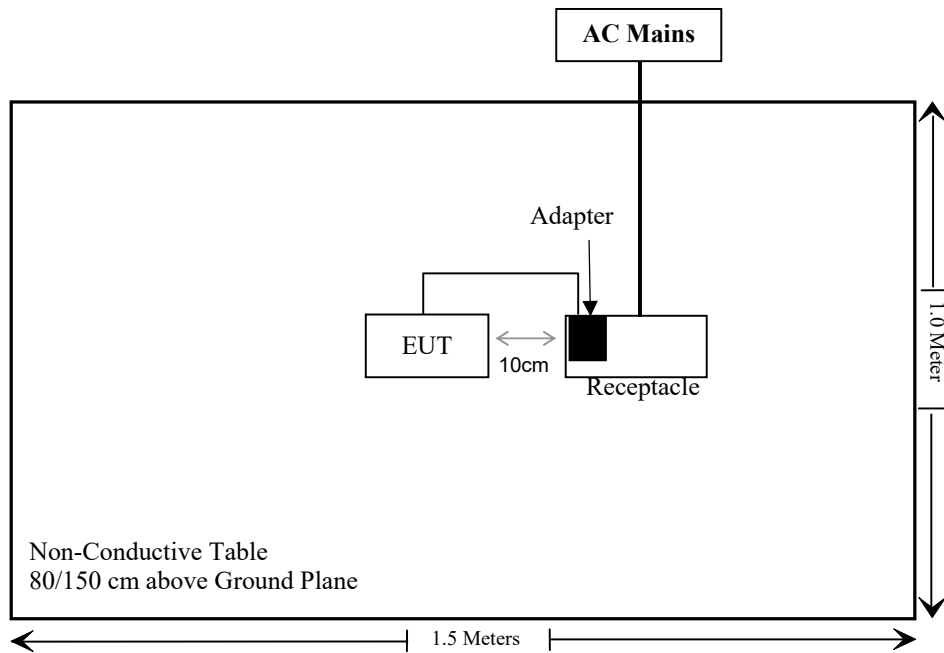 AC Mains
Adapter
EUT
10cm
Receptacle
1.0 Meter
Non-Conductive Table
80/150 cm above Ground Plane
1.5 Meters